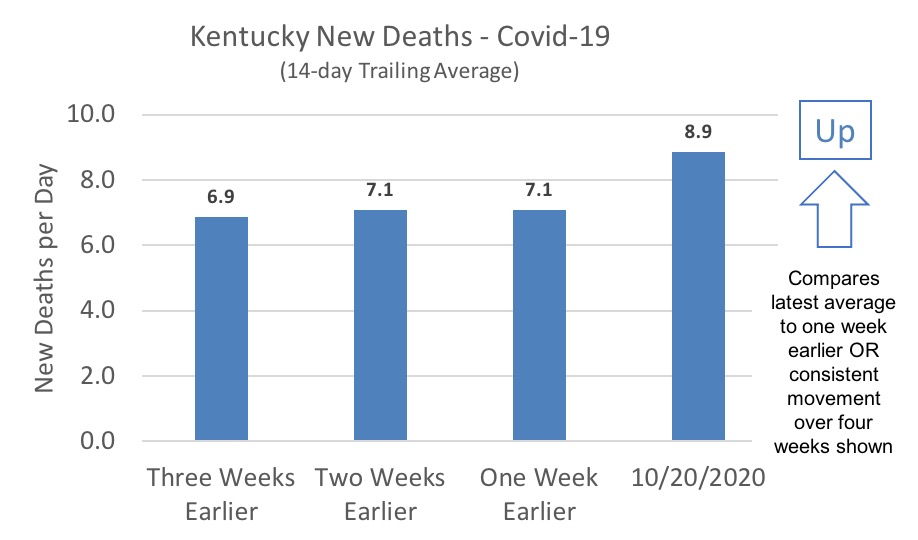 Kentucky New Deaths - Covid-19
(14-day Trailing Average)
New Deaths per Day
10.0
8.0
6.0
4.0
2.0
0.0
6.9
7.1
7.1
8.9
Three Weeks
Earlier
Two Weeks
Earlier
One Week
Earlier
10/20/2020
Up
Compares
latest average
to one week
earlier OR
consistent
movement
over four
weeks shown